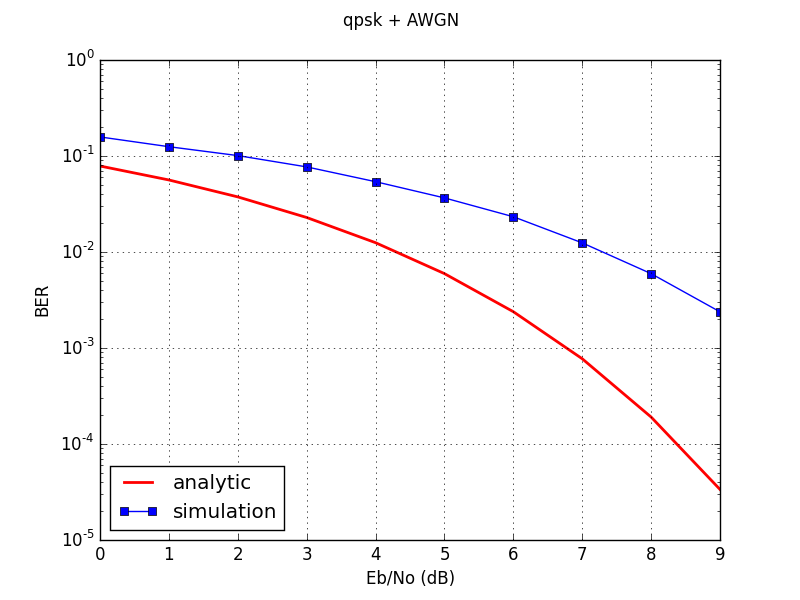 qpsk + AWGN
10^0
10^-1
10^-2
10^-3
10^-4
10^-5
BER
analytic
simulation
0 1 2 3 4 5 6 7 8 9
Eb/No (dB)